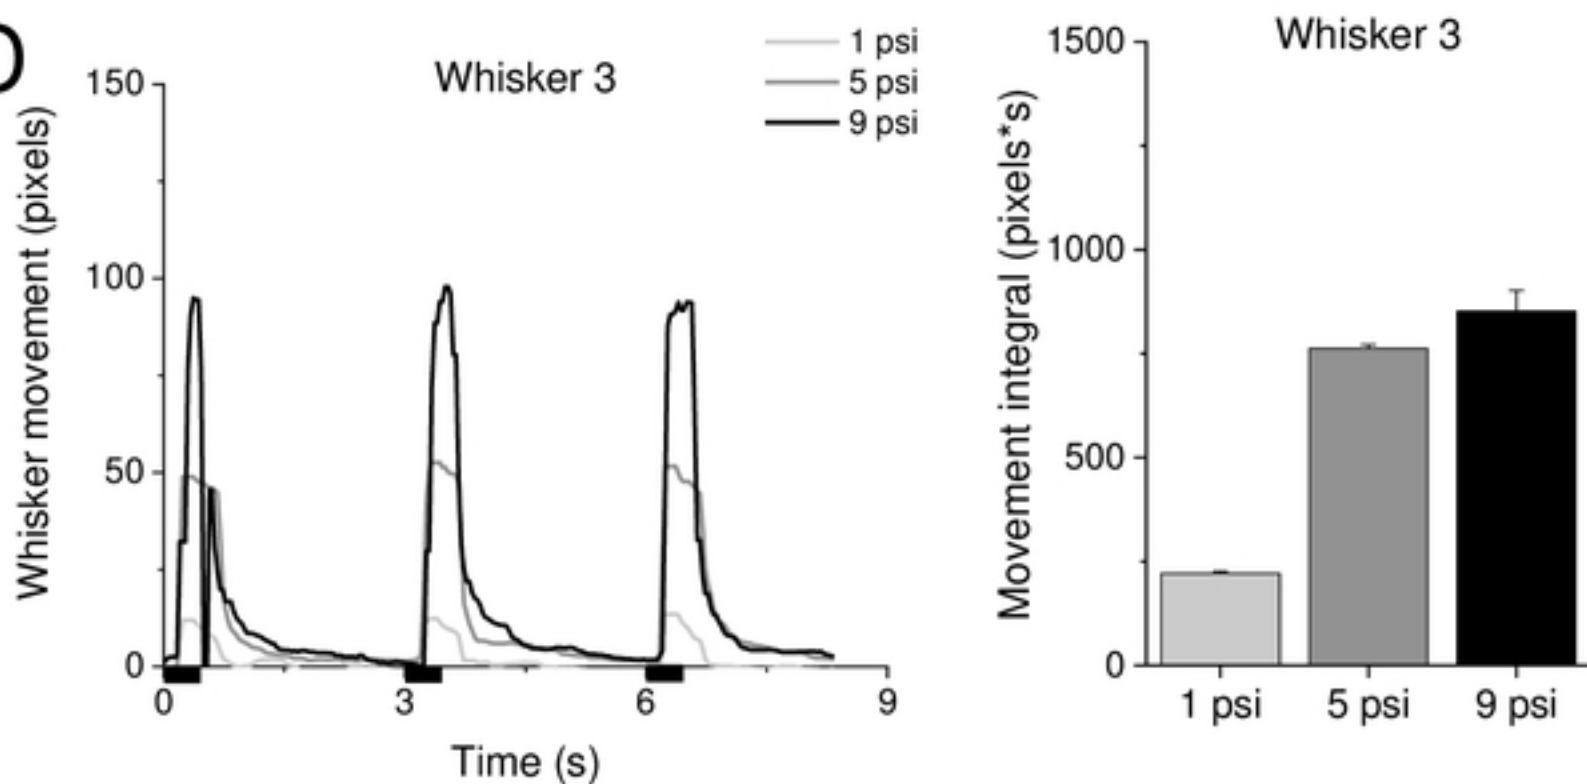 D
Whisker 3
1 psi
5 psi
9 psi
Whisker movement (pixels)
150
100
50
0
0 3 6 9
Time (s)
Whisker 3
Movement integral (pixels*s)
1500
1000
500
0
1 psi 5 psi 9 psi